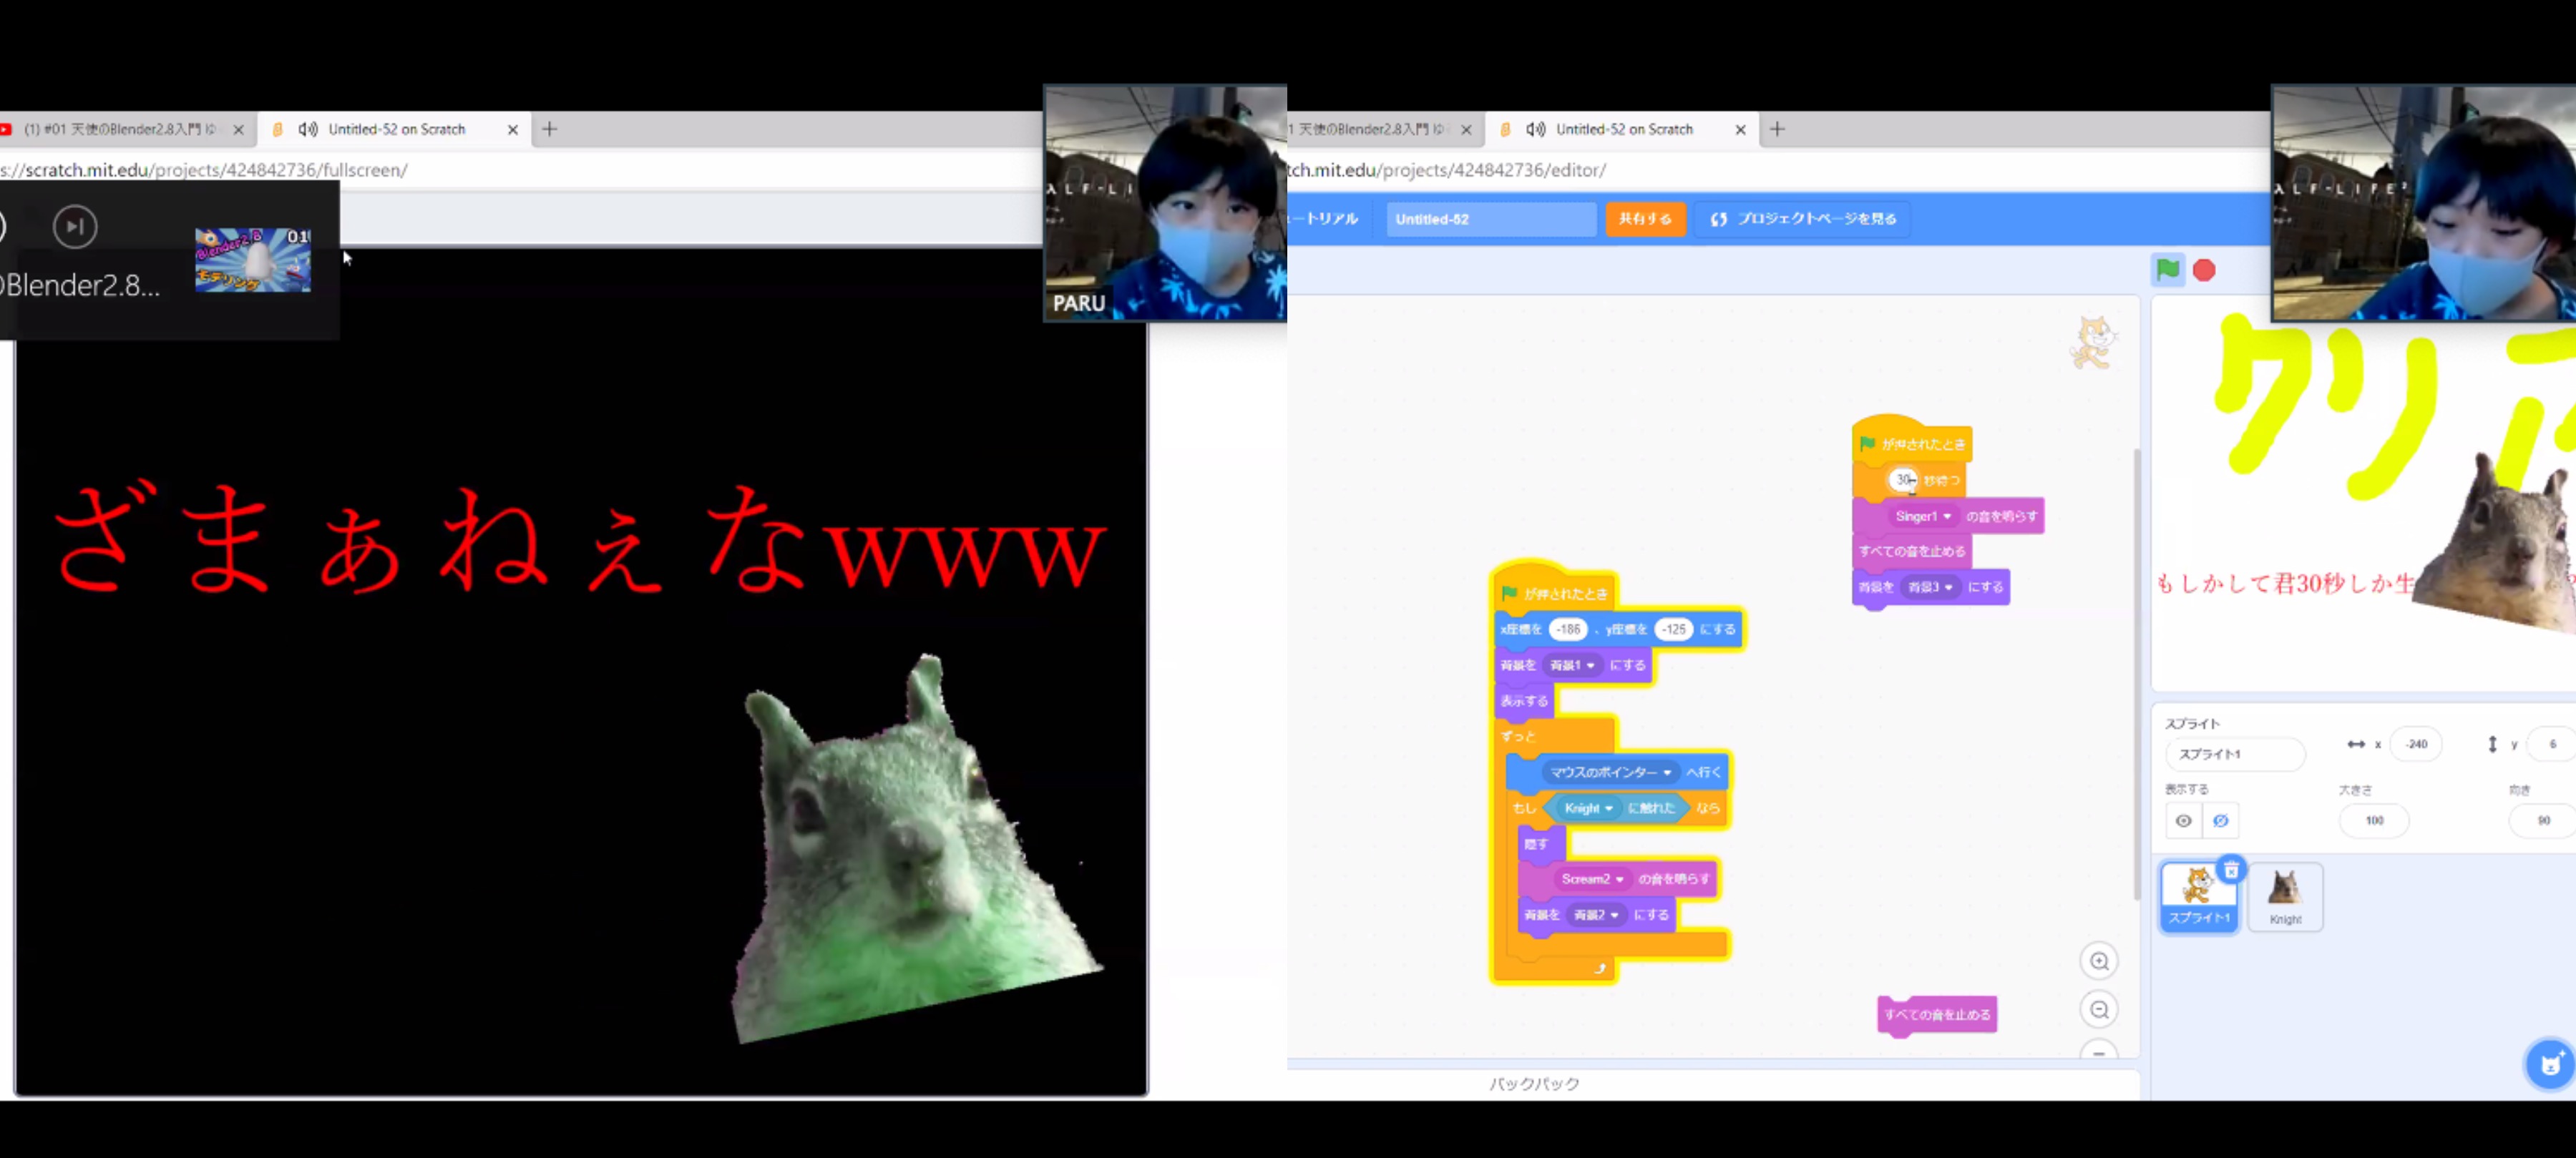 (1) #01 天使のBlender2.8入門 ゆ
Untitled-52 on Scratch
s://scratch.mit.edu/projects/424842736/fullscreen/
Blender2.8 01
モデリング
Blender2.8...
ALF-LI
PARU
ざまぁねぇなwww
1 天使のBlender2.8入門 ゆ
Untitled-52 on Scratch
tch.mit.edu/projects/424842736/editor/
ALF-LIFE²
ートリアル
Untitled-52
共有する
プロジェクトページを見る
が押されたとき
30 秒待つ
Singer1 の音を鳴らす
すべての音を止める
背景を 背景3 にする
が押されたとき
x座標を -186 、y座標を -125 にする
背景を 背景1 にする
表示する
ずっと
マウスのポインター へ行く
もし Knight に触れた なら
隠す
Scream2 の音を鳴らす
背景を 背景2 にする
すべての音を止める
バックパック
クリア
もしかして君30秒しか生
スプライト
スプライト1
x -240
y 6
表示する
大きさ
向き
100
90
スプライト1
Knight